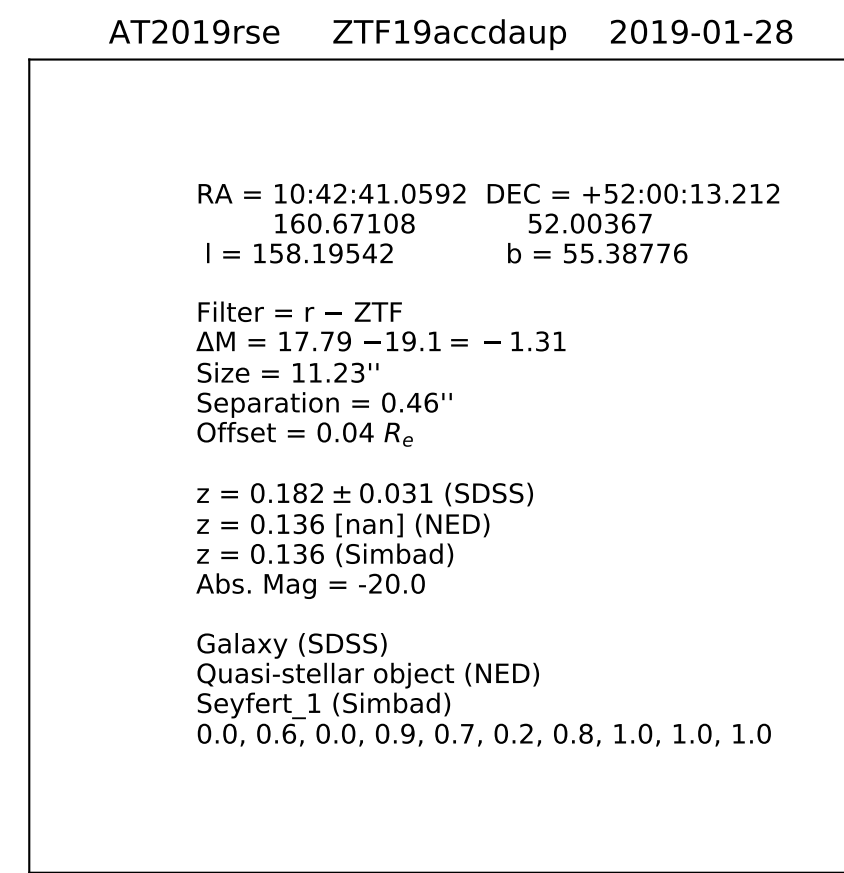 AT2019rse ZTF19accdaup 2019-01-28
RA = 10:42:41.0592 DEC = +52:00:13.212
160.67108 52.00367
l = 158.19542 b = 55.38776
Filter = r − ZTF
ΔM = 17.79 −19.1 = − 1.31
Size = 11.23''
Separation = 0.46''
Offset = 0.04 Re
z = 0.182 ± 0.031 (SDSS)
z = 0.136 [nan] (NED)
z = 0.136 (Simbad)
Abs. Mag = -20.0
Galaxy (SDSS)
Quasi-stellar object (NED)
Seyfert_1 (Simbad)
0.0, 0.6, 0.0, 0.9, 0.7, 0.2, 0.8, 1.0, 1.0, 1.0